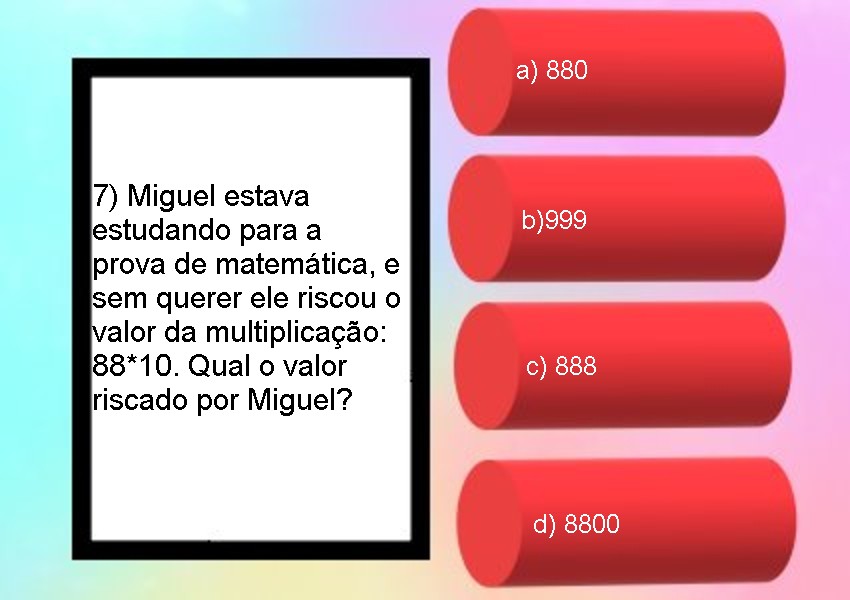 7) Miguel estava
estudando para a
prova de matemática, e
sem querer ele riscou o
valor da multiplicação:
88*10. Qual o valor
riscado por Miguel?
a) 880
b)999
c) 888
d) 8800